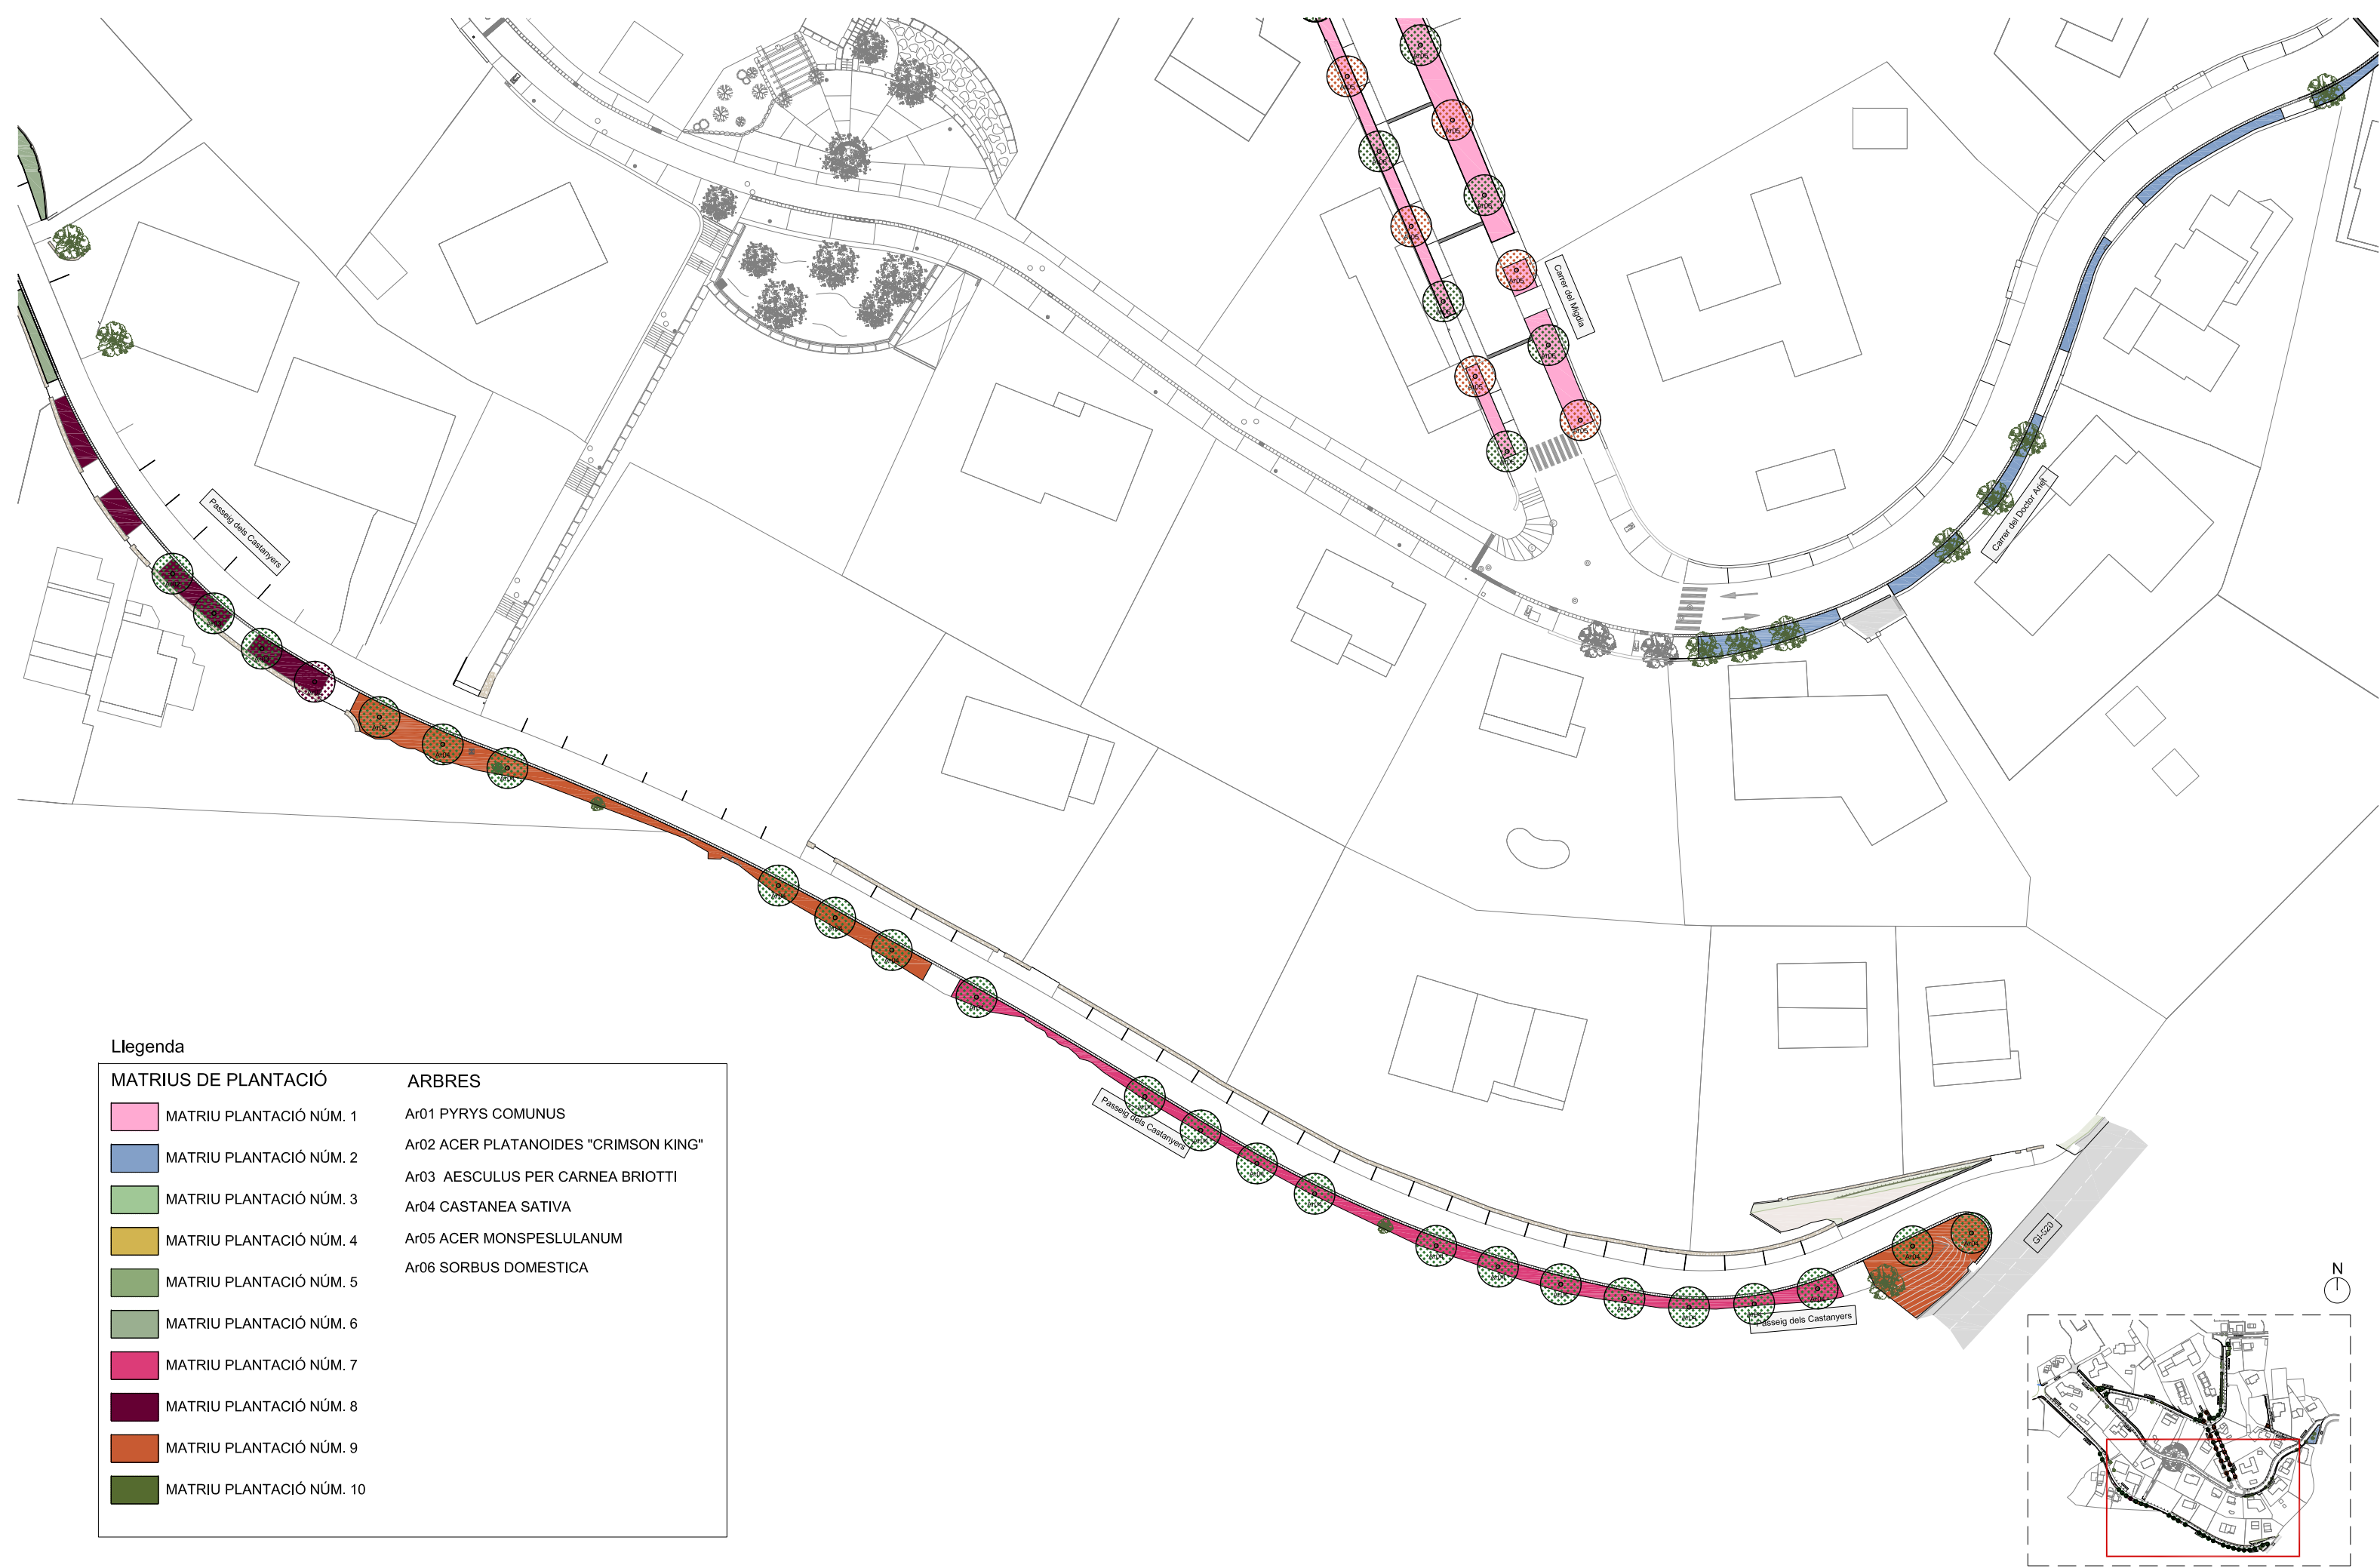 Carrer del Migdia
Passeig dels Castanyers
Carrer del Doctor Ariet
Passeig dels Castanyers
Passeig dels Castanyers
GI-520
N
Llegenda
MATRIUS DE PLANTACIÓ
MATRIU PLANTACIÓ NÚM. 1
MATRIU PLANTACIÓ NÚM. 2
MATRIU PLANTACIÓ NÚM. 3
MATRIU PLANTACIÓ NÚM. 4
MATRIU PLANTACIÓ NÚM. 5
MATRIU PLANTACIÓ NÚM. 6
MATRIU PLANTACIÓ NÚM. 7
MATRIU PLANTACIÓ NÚM. 8
MATRIU PLANTACIÓ NÚM. 9
MATRIU PLANTACIÓ NÚM. 10
ARBRES
Ar01 PYRYS COMUNUS
Ar02 ACER PLATANOIDES "CRIMSON KING"
Ar03 AESCULUS PER CARNEA BRIOTTI
Ar04 CASTANEA SATIVA
Ar05 ACER MONSPESLULANUM
Ar06 SORBUS DOMESTICA